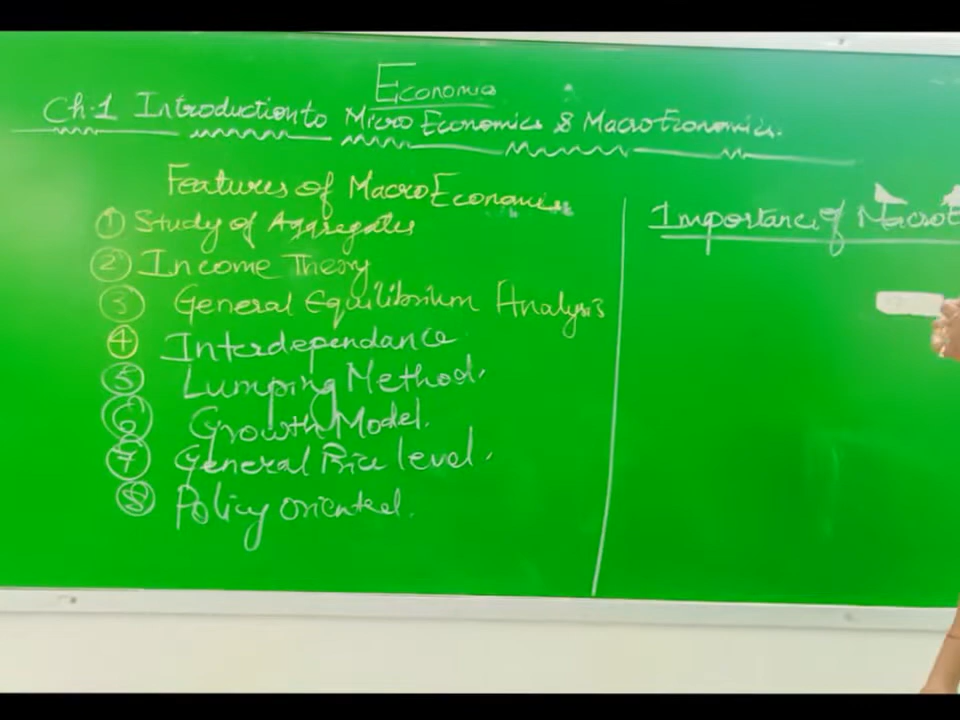 Economics
Ch.1 Introduction to Micro Economics & Macro Economics.
Features of Macro Economics
① Study of Aggregates
② Income Theory
③ General Equilibrium Analysis
④ Interdependance
⑤ Lumping Method.
⑥ Growth Model.
⑦ General Price level.
⑧ Policy oriented.
Importance of MacroE